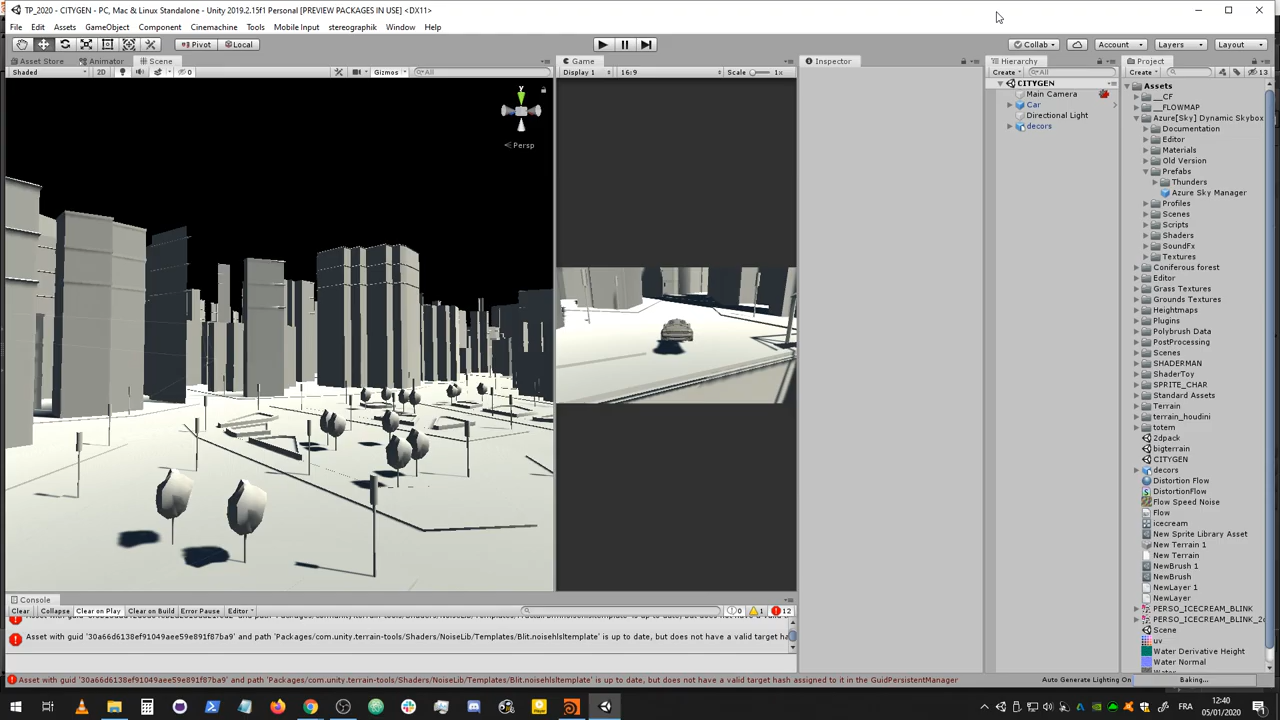 TP_2020 - CITYGEN - PC, Mac & Linux Standalone - Unity 2019.2.15f1 Personal [PREVIEW PACKAGES IN USE] <DX11>
File Edit Assets GameObject Component Cinemachine Tools Mobile Input stereographik Window Help
Pivot Local Collab Account Layers Layout
Asset Store Animator Scene Game Inspector Hierarchy Project
Shaded 2D 0 Gizmos All Display 1 16:9 Scale 1x Create All Create 13
CITYGEN
Main Camera
Car
Directional Light
decors
y
Persp
Assets
__CF
__FLOWMAP
Azure[Sky] Dynamic Skybox
Documentation
Editor
Materials
Old Version
Prefabs
Thunders
Azure Sky Manager
Profiles
Scenes
Scripts
Shaders
SoundFx
Textures
Coniferous forest
Editor
Grass Textures
Grounds Textures
Heightmaps
Plugins
Polybrush Data
PostProcessing
Scenes
SHADERMAN
ShaderToy
SPRITE_CHAR
Standard Assets
Terrain
terrain_houdini
totem
2dpack
bigterrain
CITYGEN
decors
Distortion Flow
DistortionFlow
Flow Speed Noise
Flow
icecream
New Sprite Library Asset
New Terrain 1
New Terrain
NewBrush 1
NewBrush
NewLayer 1
NewLayer
PERSO_ICECREAM_BLINK
PERSO_ICECREAM_BLINK_2
Scene
uv
Water Derivative Height
Water Normal
Console
Clear Collapse Clear on Play Clear on Build Error Pause Editor 0 1 12
Asset with guid '30a66d6138ef91049aee59e891f87ba9' and path 'Packages/com.unity.terrain-tools/Shaders/NoiseLib/Templates/Blit.noisehlsltemplate' is up to date, but does not have a valid target ha
Asset with guid '30a66d6138ef91049aee59e891f87ba9' and path 'Packages/com.unity.terrain-tools/Shaders/NoiseLib/Templates/Blit.noisehlsltemplate' is up to date, but does not have a valid target hash assigned to it in the GuidPersistentManager
Auto Generate Lighting On Baking...
FRA 12:40
05/01/2020